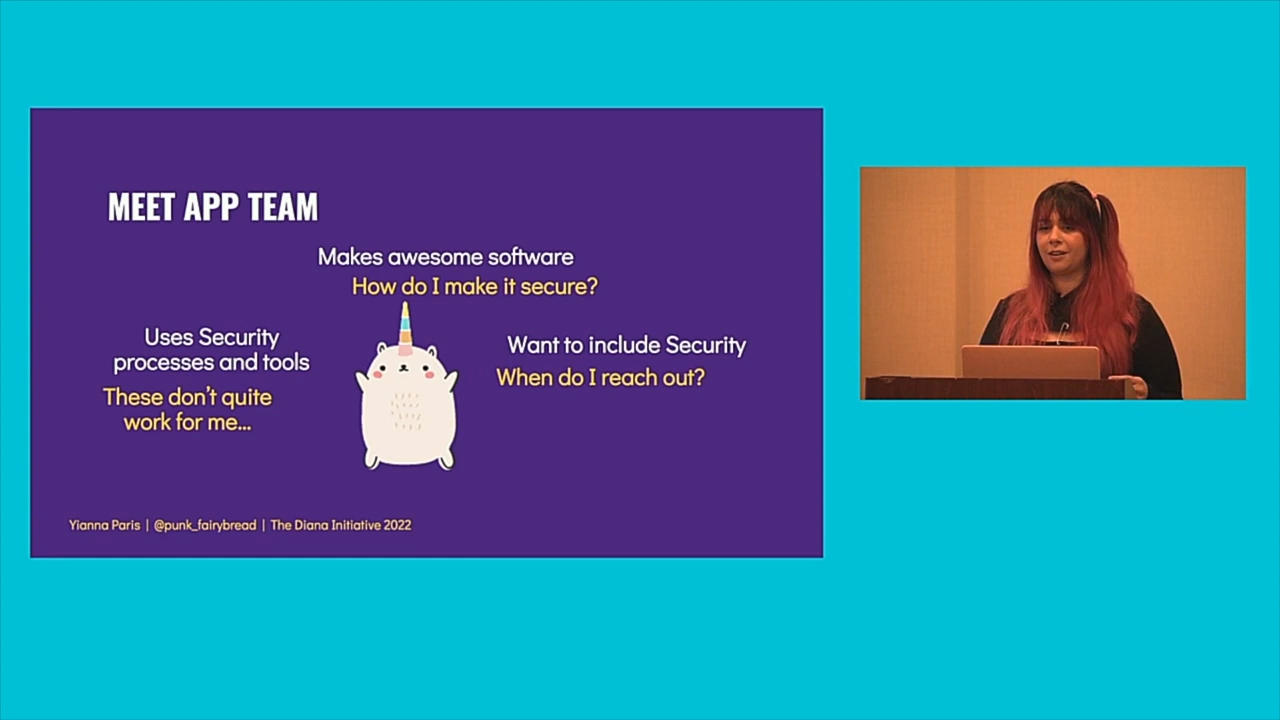 MEET APP TEAM
Makes awesome software
How do I make it secure?
Uses Security
processes and tools
These don't quite
work for me...
Want to include Security
When do I reach out?
Yianna Paris | @punk_fairybread | The Diana Initiative 2022